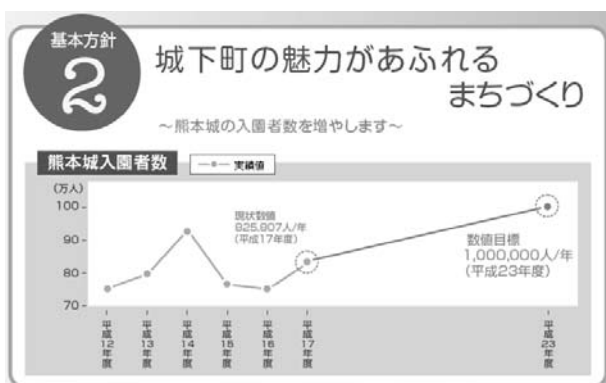 基本方針
2
城下町の魅力があふれる
まちづくり
～熊本城の入園者数を増やします～
熊本城入園者数
実績値
(万人)
100
90
80
70
現状数値
825,807人/年
(平成17年度)
数値目標
1,000,000人/年
(平成23年度)
平成12年度
平成13年度
平成14年度
平成15年度
平成16年度
平成17年度
平成23年度